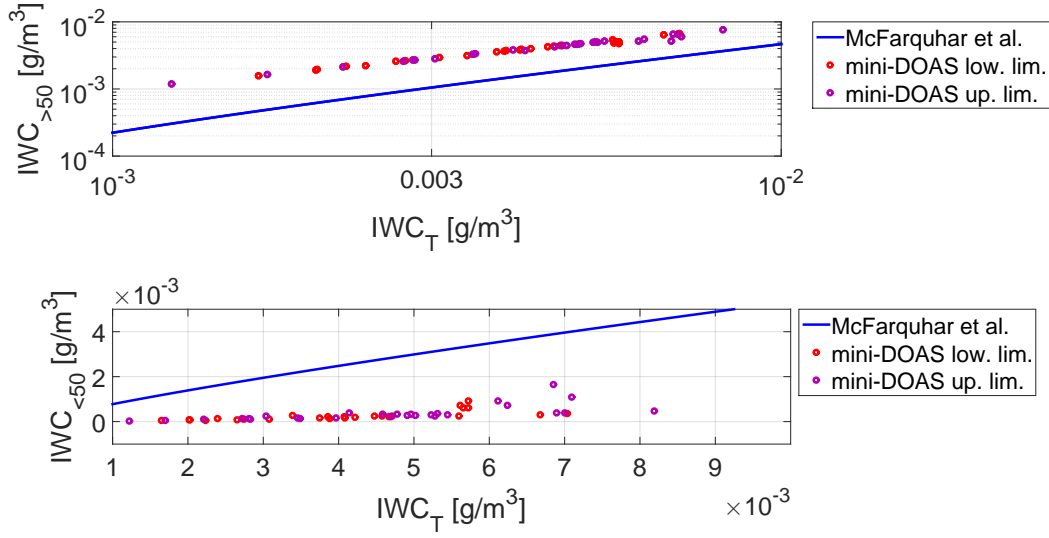 10^-2
10^-3
10^-4
IWC_>50 [g/m^3]
10^-3
0.003
10^-2
IWC_T [g/m^3]
McFarquhar et al.
mini-DOAS low. lim.
mini-DOAS up. lim.
×10^-3
4
2
0
IWC_<50 [g/m^3]
1 2 3 4 5 6 7 8 9
IWC_T [g/m^3]
×10^-3
McFarquhar et al.
mini-DOAS low. lim.
mini-DOAS up. lim.